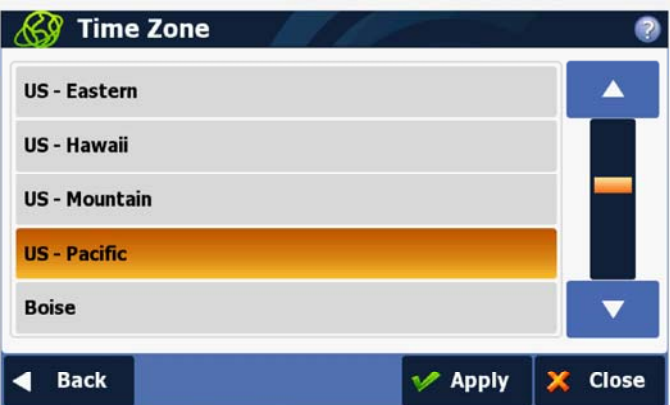 Time Zone
?
US - Eastern
US - Hawaii
US - Mountain
US - Pacific
Boise
Back
Apply
Close